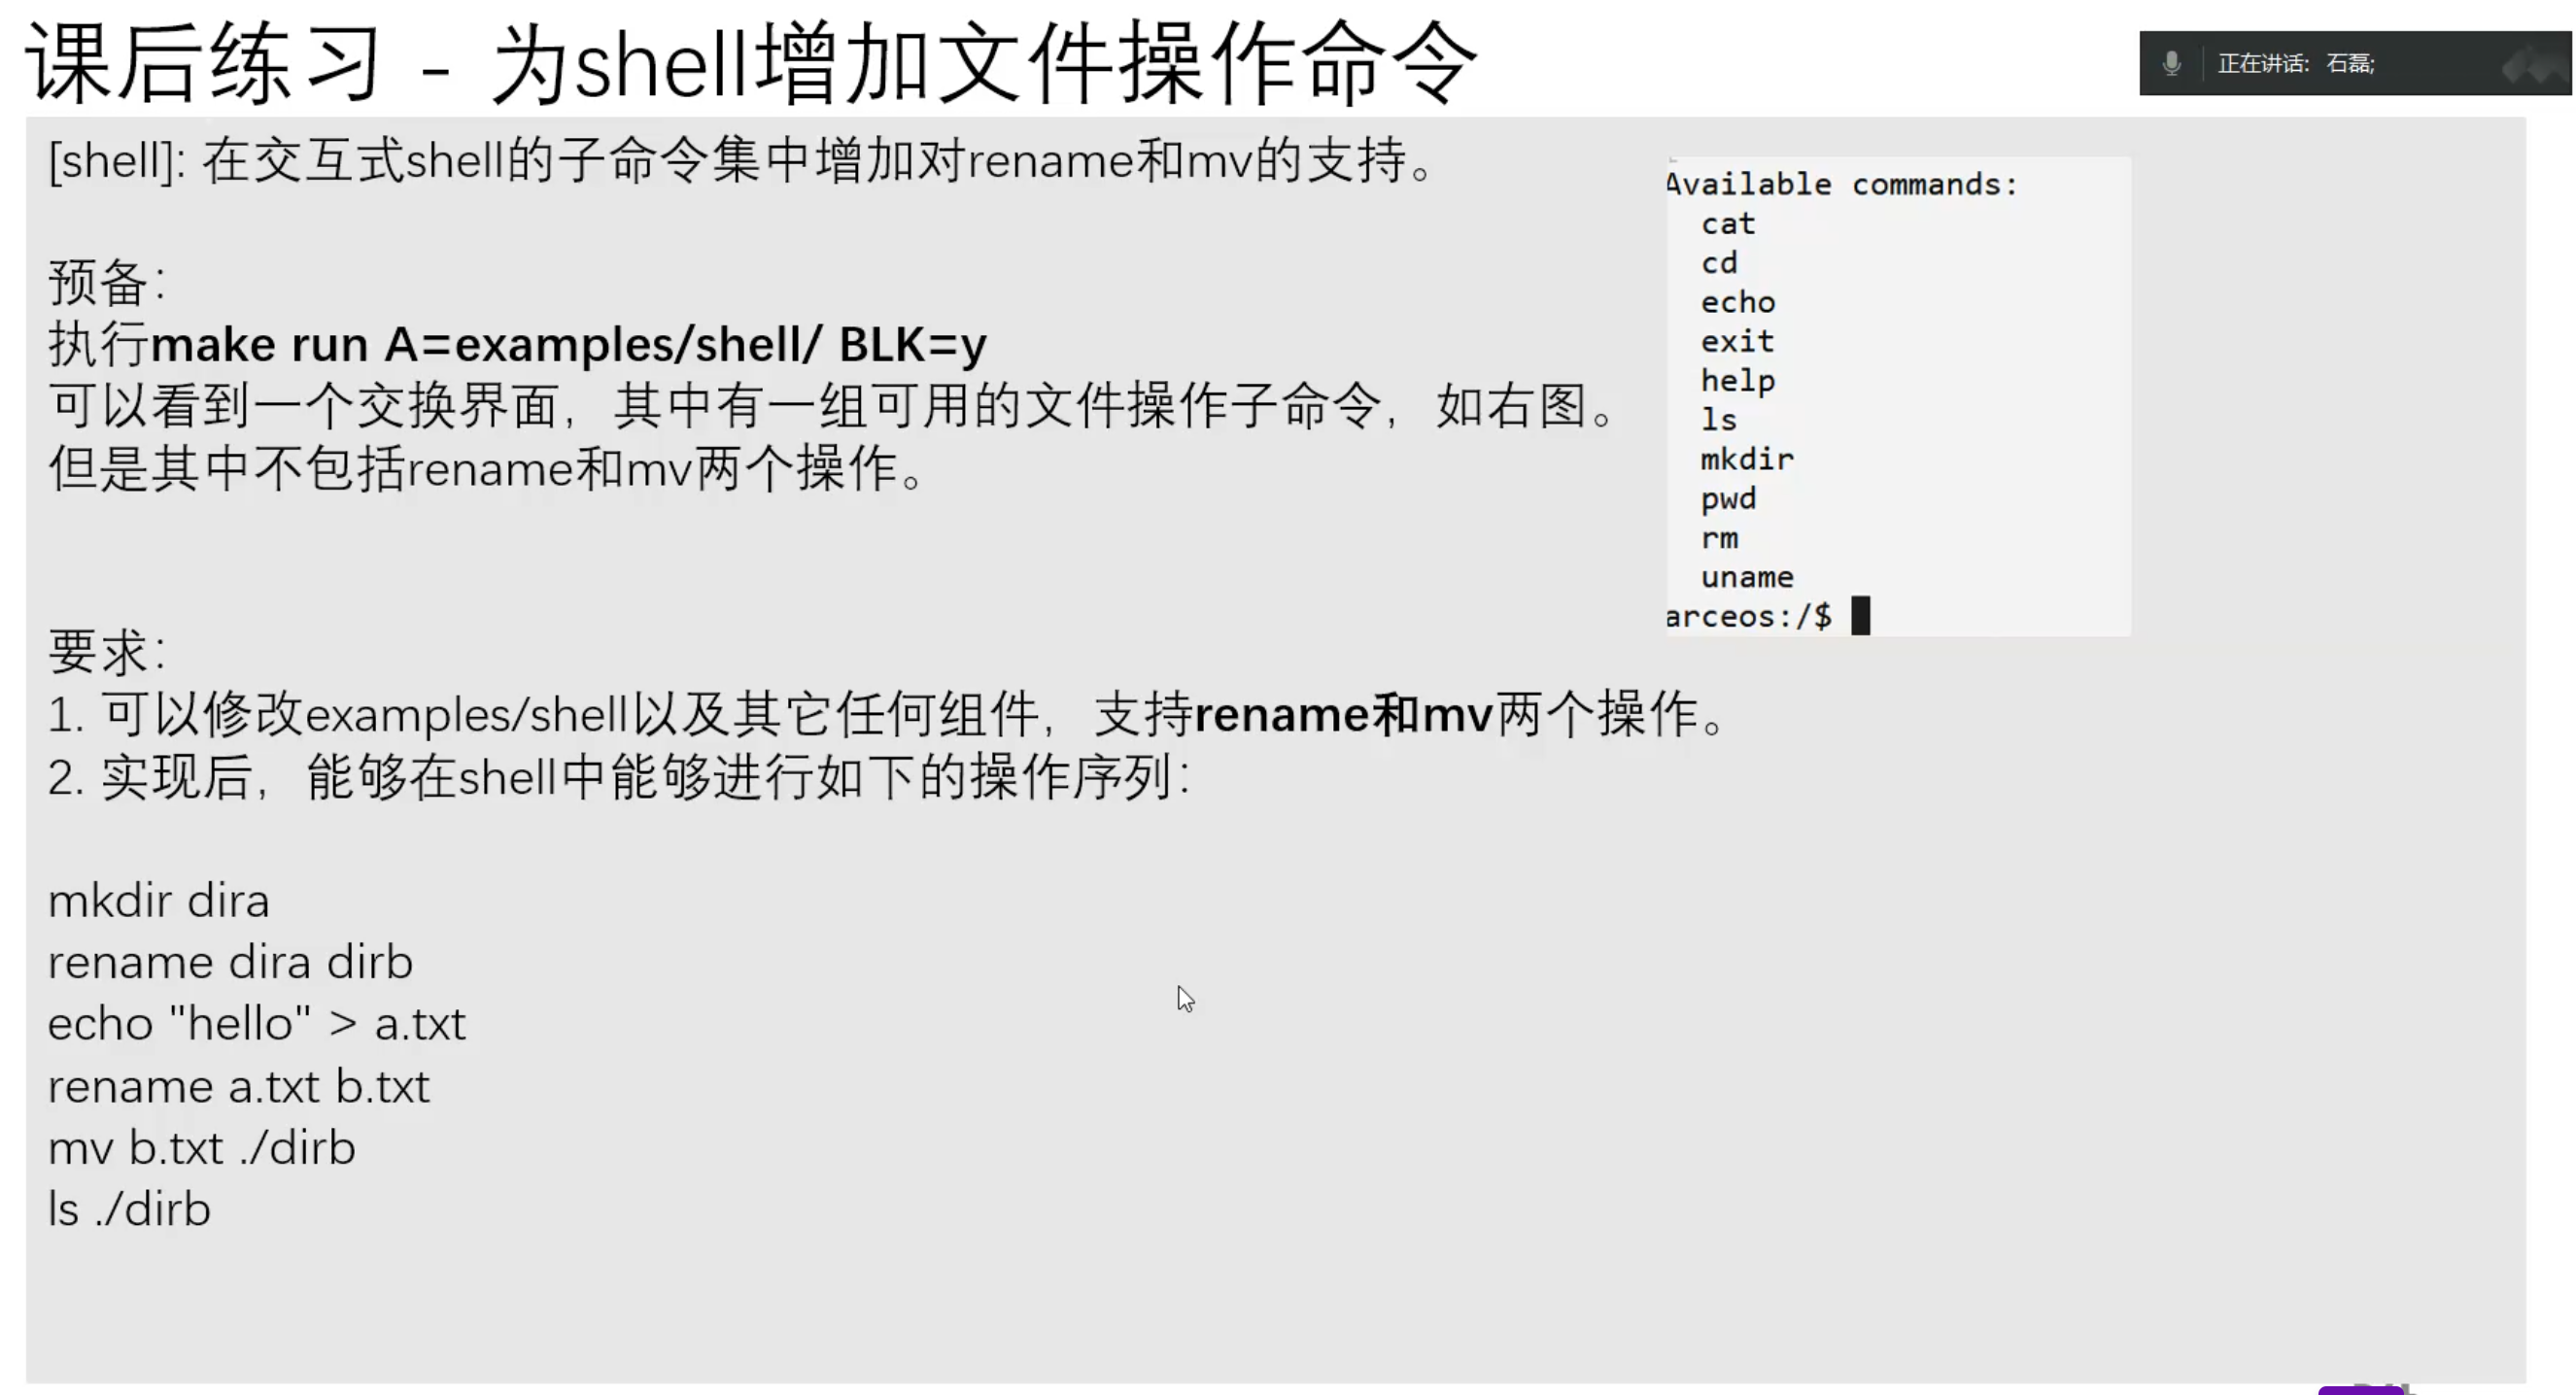 课后练习 - 为shell增加文件操作命令
正在讲话: 石磊;
[shell]: 在交互式shell的子命令集中增加对rename和mv的支持。
预备：
执行make run A=examples/shell/ BLK=y
可以看到一个交换界面，其中有一组可用的文件操作子命令，如右图。
但是其中不包括rename和mv两个操作。
Available commands:
cat
cd
echo
exit
help
ls
mkdir
pwd
rm
uname
arceos:/$
要求：
1. 可以修改examples/shell以及其它任何组件，支持rename和mv两个操作。
2. 实现后，能够在shell中能够进行如下的操作序列：
mkdir dira
rename dira dirb
echo "hello" > a.txt
rename a.txt b.txt
mv b.txt ./dirb
ls ./dirb